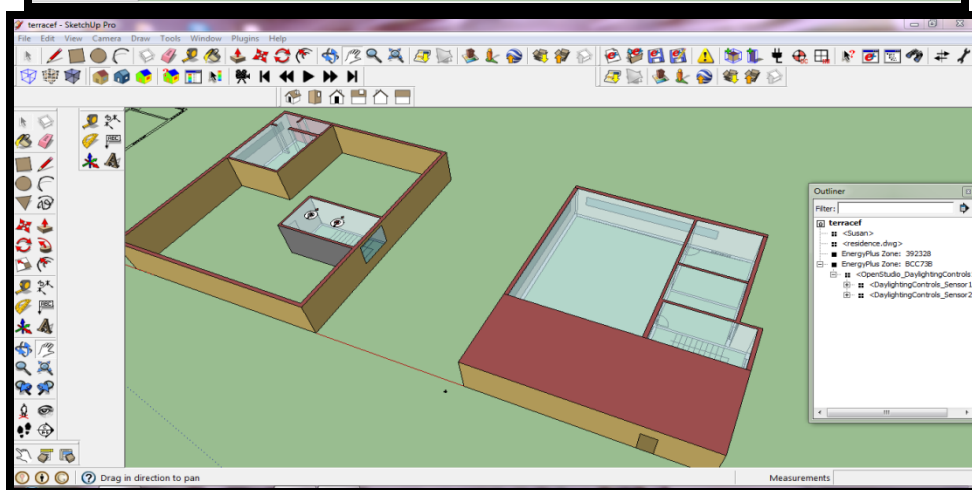 terracef - SketchUp Pro
File Edit View Camera Draw Tools Window Plugins Help
Outliner
Filter:
terracef
<Susan>
<residence.dwg>
EnergyPlus Zone: 392328
EnergyPlus Zone: BCC73B
<OpenStudio_DaylightingControls
<DaylightingControls_Sensor1
<DaylightingControls_Sensor2
Drag in direction to pan
Measurements